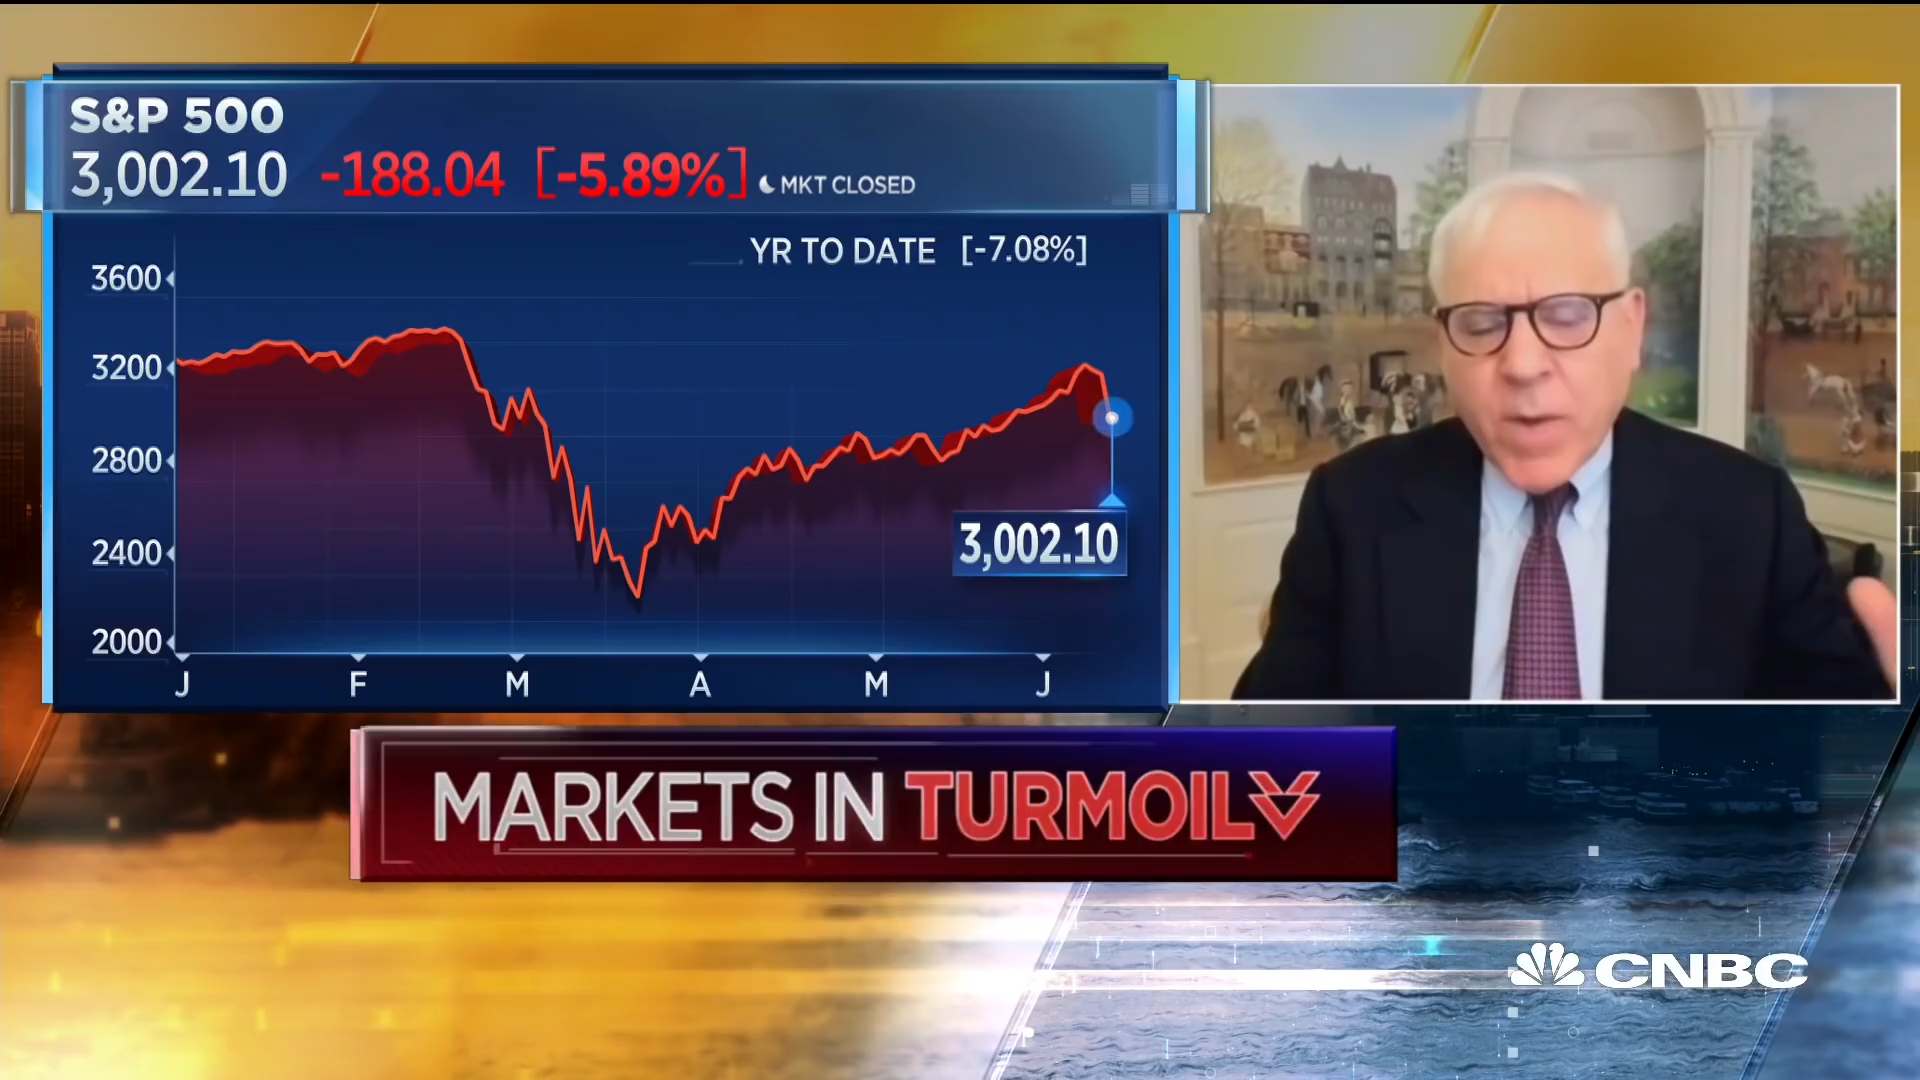 S&P 500
3,002.10 -188.04 [-5.89%] MKT CLOSED
YR TO DATE [-7.08%]
3600
3200
2800
2400
2000
J F M A M J
3,002.10
MARKETS IN TURMOIL
CNBC